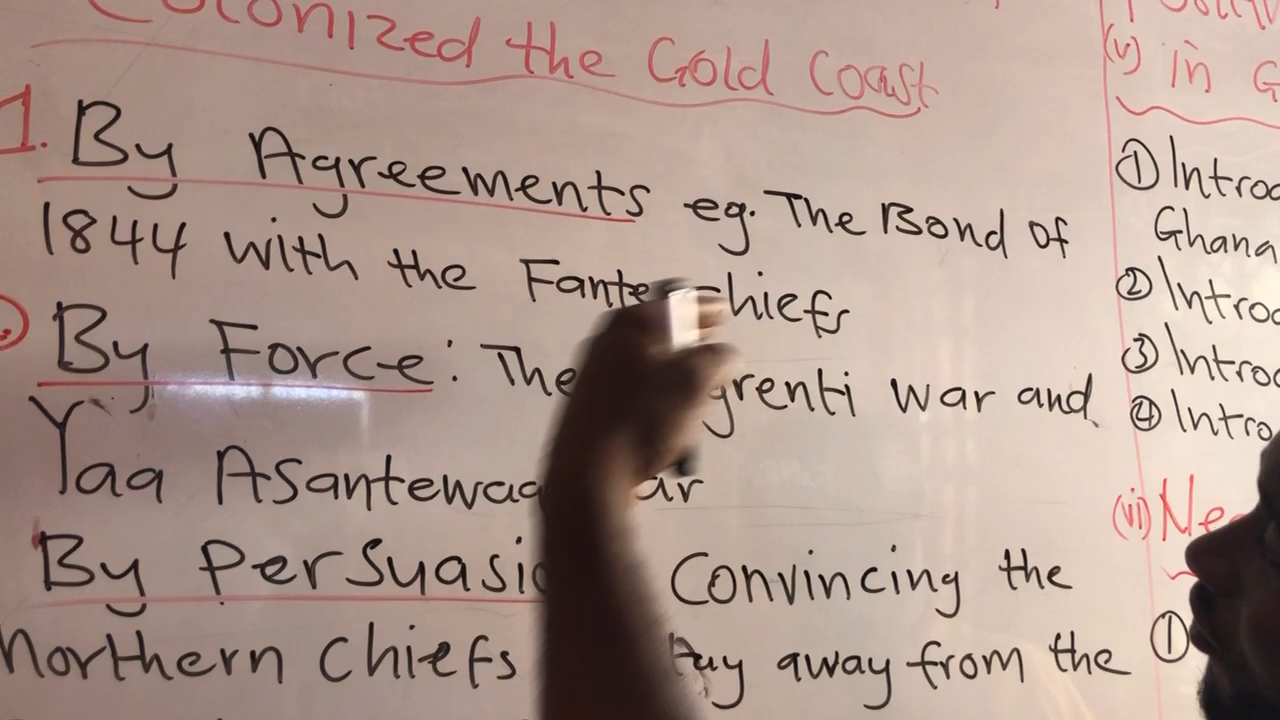 Colonized the Gold Coast
1. By Agreements eg. The Bond of
1844 with the Fante chiefs
By Force: The grenti war and
Yaa Asantewaa ar
By Persuasio Convincing the
northern chiefs away from the
(v) in G
① Introd
Ghana
② Introd
③ Introd
④ Intro
(vi) Ne
①